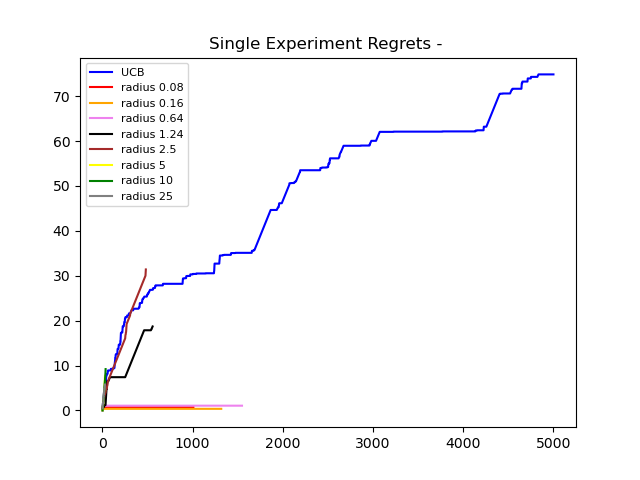 Single Experiment Regrets -
UCB
radius 0.08
radius 0.16
radius 0.64
radius 1.24
radius 2.5
radius 5
radius 10
radius 25
70
60
50
40
30
20
10
0
0 1000 2000 3000 4000 5000